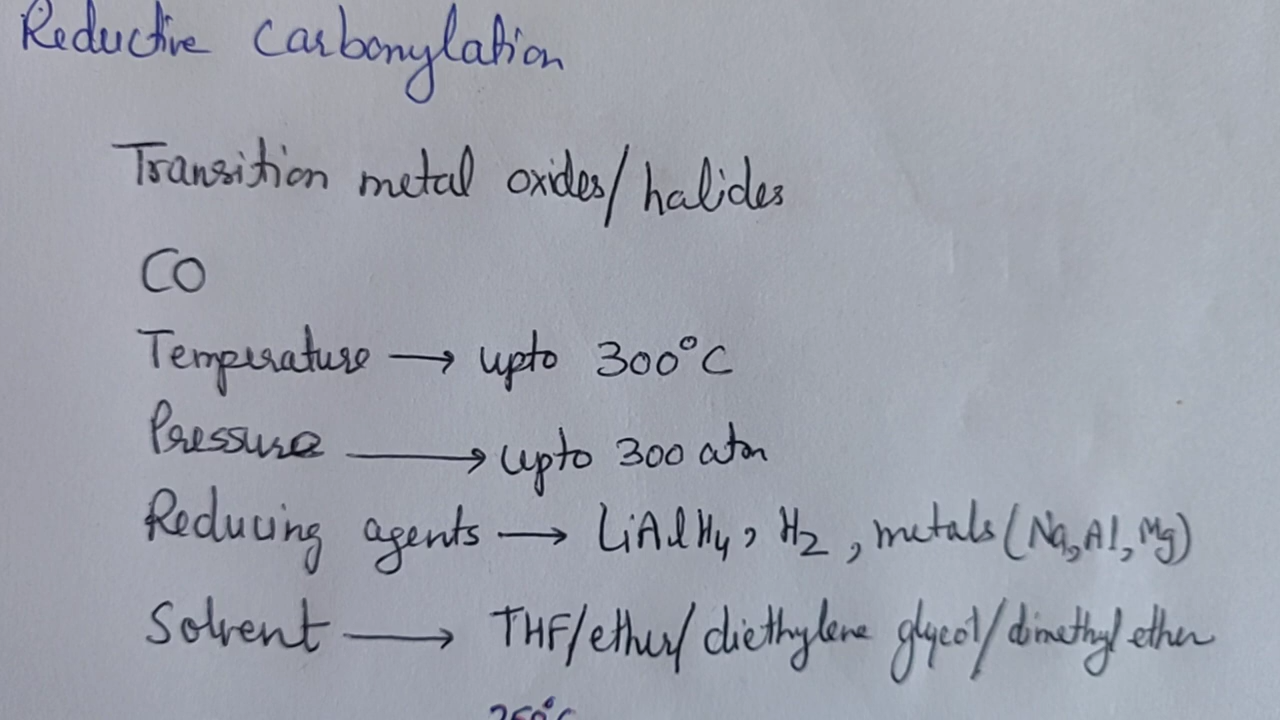 Reductive Carbonylation
Transition metal oxides/halides
CO
Temperature → upto 300°C
Pressure → upto 300 atm
Reducing agents → LiAlH4, H2, metals (Na, Al, Mg)
Solvent → THF/ether/diethylene glycol/dimethyl ether